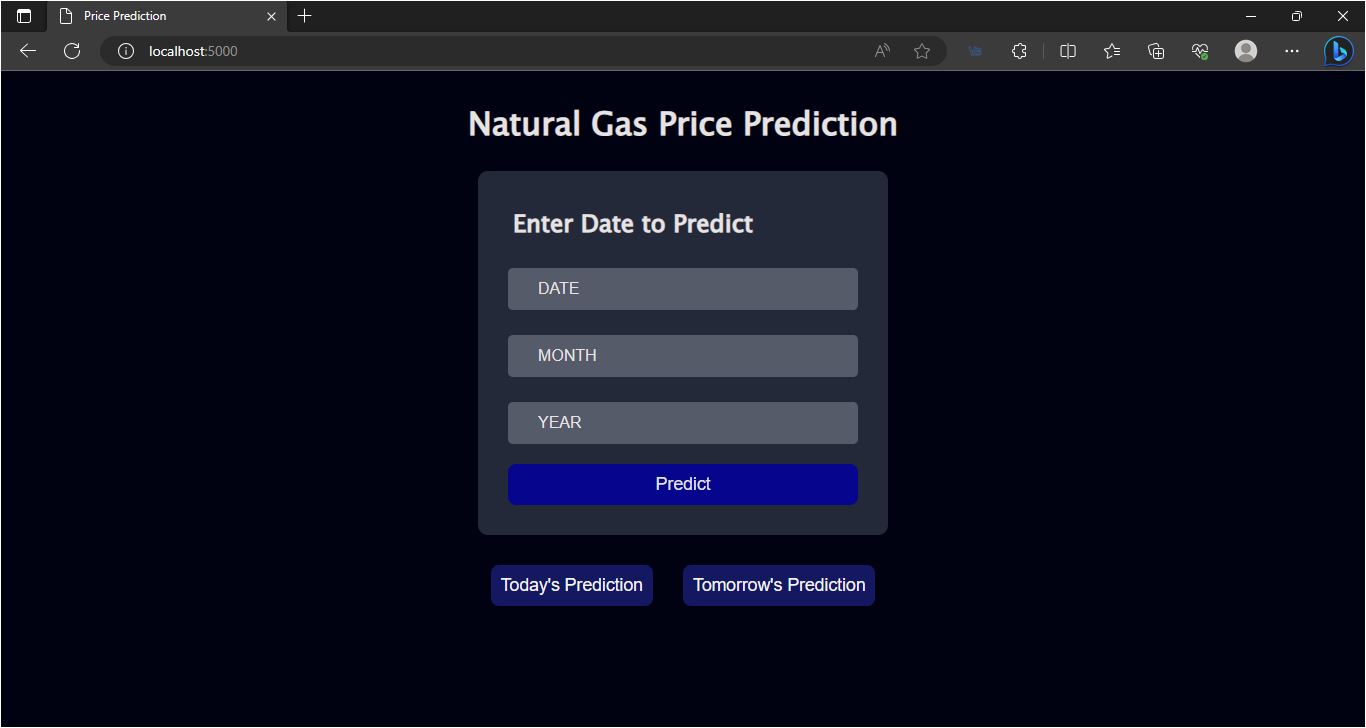 Price Prediction
localhost:5000
Natural Gas Price Prediction
Enter Date to Predict
DATE
MONTH
YEAR
Predict
Today's Prediction
Tomorrow's Prediction